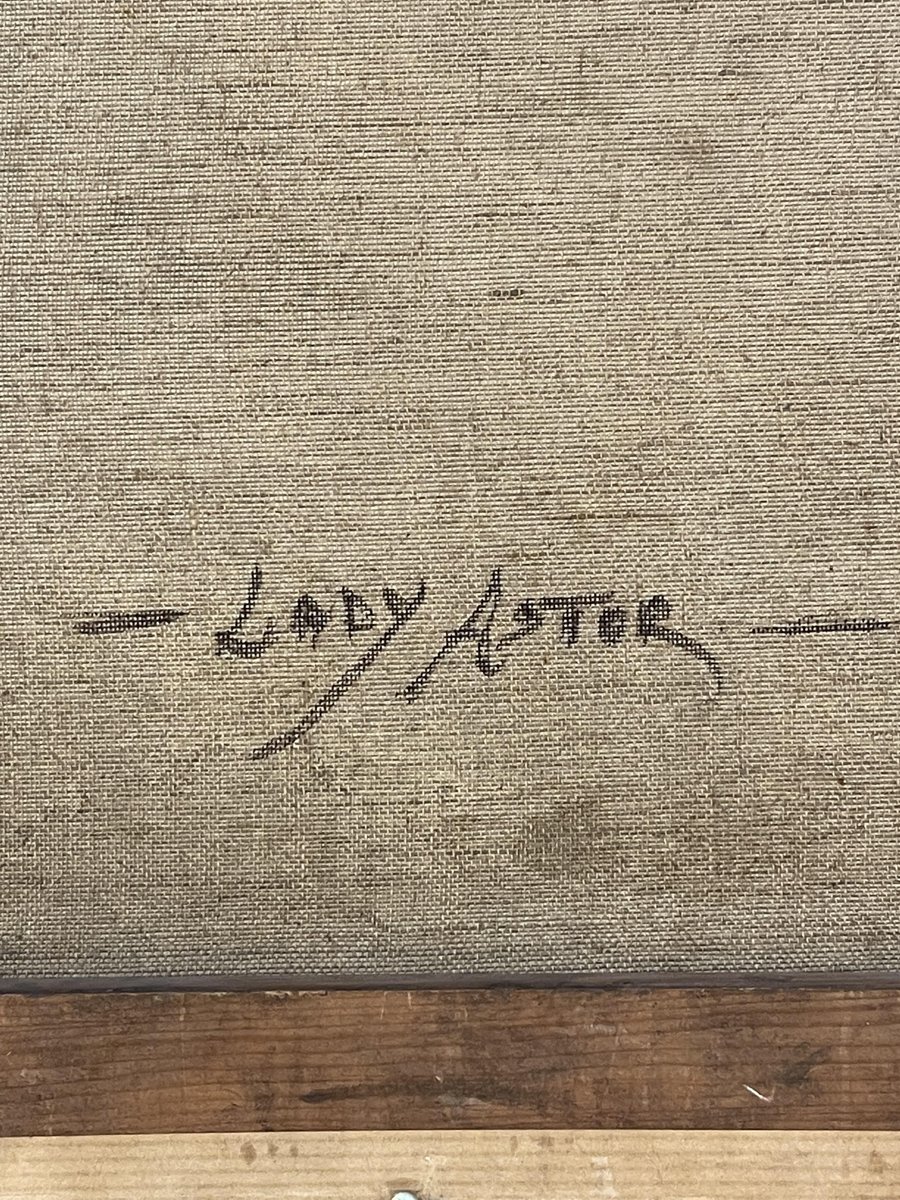 — LADY ASTOR —